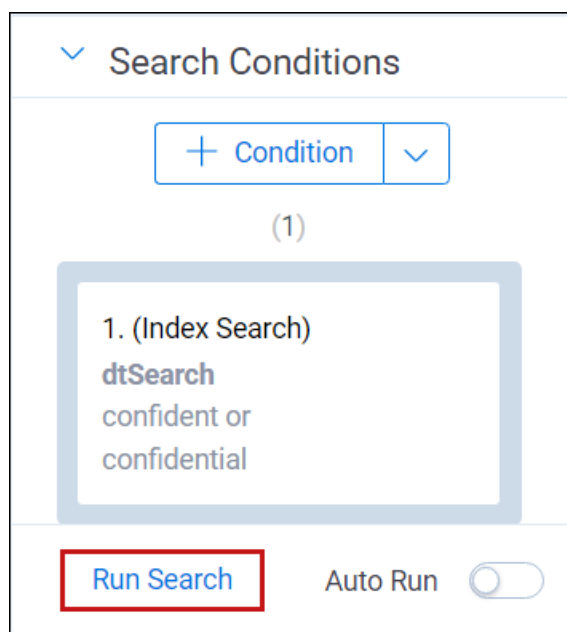 Search Conditions
+ Condition
(1)
1. (Index Search)
dtSearch
confident or
confidential
Run Search Auto Run